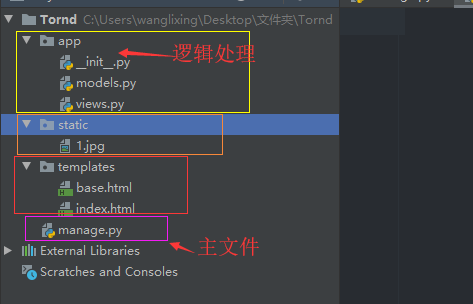 Tornd C:\Users\wanglixing\Desktop\文件夹\Tornd
app
逻辑处理
__init__.py
models.py
views.py
static
1.jpg
templates
base.html
index.html
manage.py
主文件
External Libraries
Scratches and Consoles